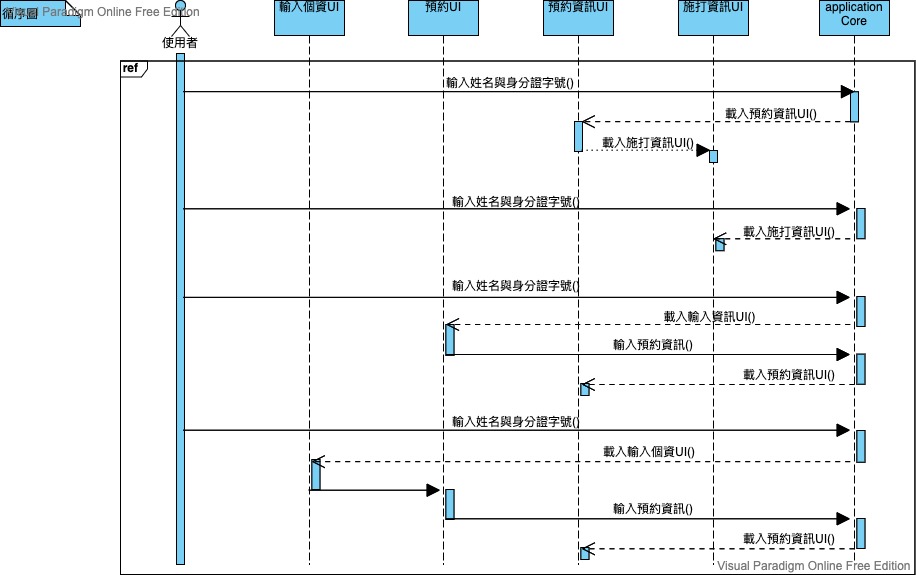 Visual Paradigm Online Free Edition
循序圖
使用者
輸入個資UI
預約UI
預約資訊UI
施打資訊UI
application
Core
ref
輸入姓名與身分證字號()
載入預約資訊UI()
載入施打資訊UI()
輸入姓名與身分證字號()
載入施打資訊UI()
輸入姓名與身分證字號()
載入輸入資訊UI()
輸入預約資訊()
載入預約資訊UI()
輸入姓名與身分證字號()
載入輸入個資UI()
輸入預約資訊()
載入預約資訊UI()
Visual Paradigm Online Free Edition